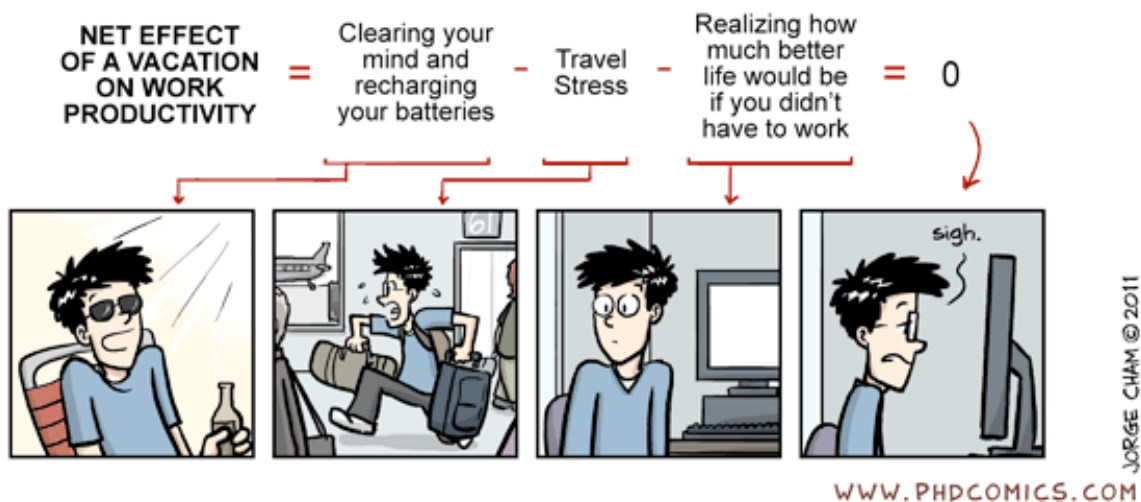 NET EFFECT
OF A VACATION
ON WORK
PRODUCTIVITY
=
Clearing your
mind and
recharging
your batteries
-
Travel
Stress
-
Realizing how
much better
life would be
if you didn't
have to work
= 0
61
sigh.
JORGE CHAM © 2011
WWW.PHDCOMICS.COM